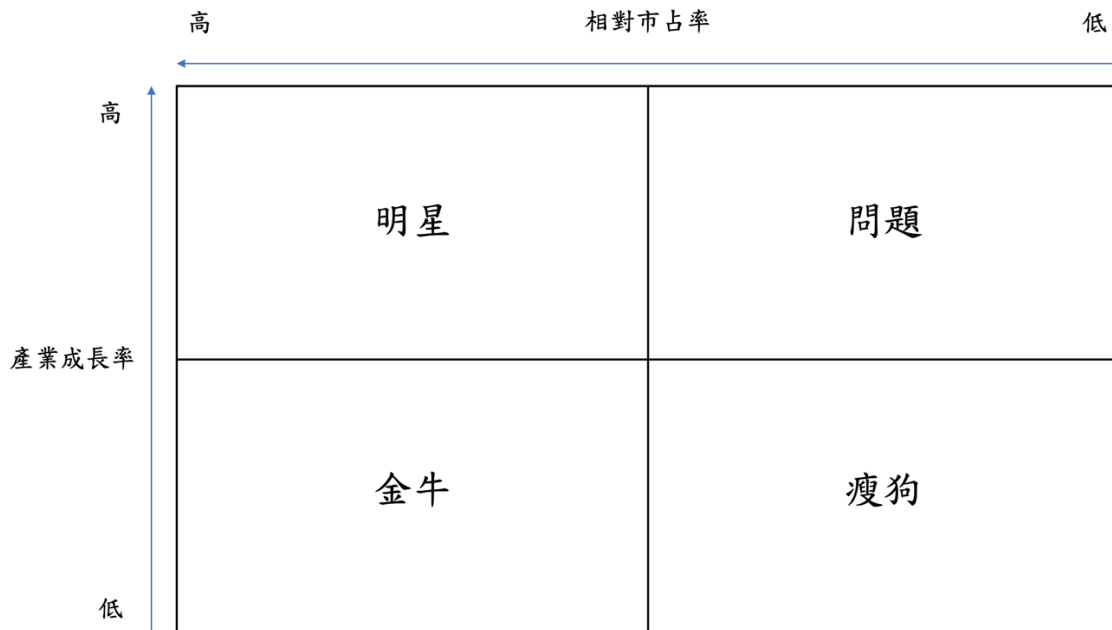 高 相對市占率 低
高
明星 問題
產業成長率
金牛 瘦狗
低